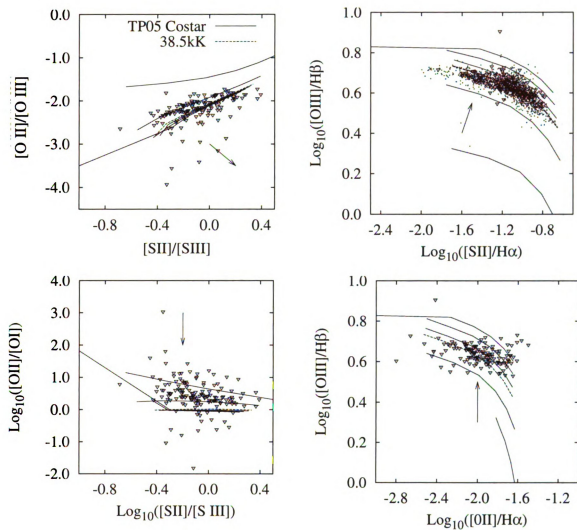 TP05 Costar
38.5kK
0.0
-1.0
-2.0
-3.0
-4.0
[O II]/[O III]
-0.8 -0.4 0.0 0.4
[SII]/[SIII]
1.0
0.8
0.6
0.4
0.2
0.0
Log10([OIII]/Hβ)
-2.4 -1.6 -1.2 -0.8
Log10([SII]/Hα)
4.0
3.0
2.0
1.0
0.0
-1.0
-2.0
Log10([OII]/[OI])
-0.8 -0.4 0.0 0.4
Log10([SII]/[S III])
1.0
0.8
0.6
0.4
0.2
0.0
Log10([OIII]/Hβ)
-2.8 -2.4 -2.0 -1.6 -1.2
Log10([0II]/Hα)